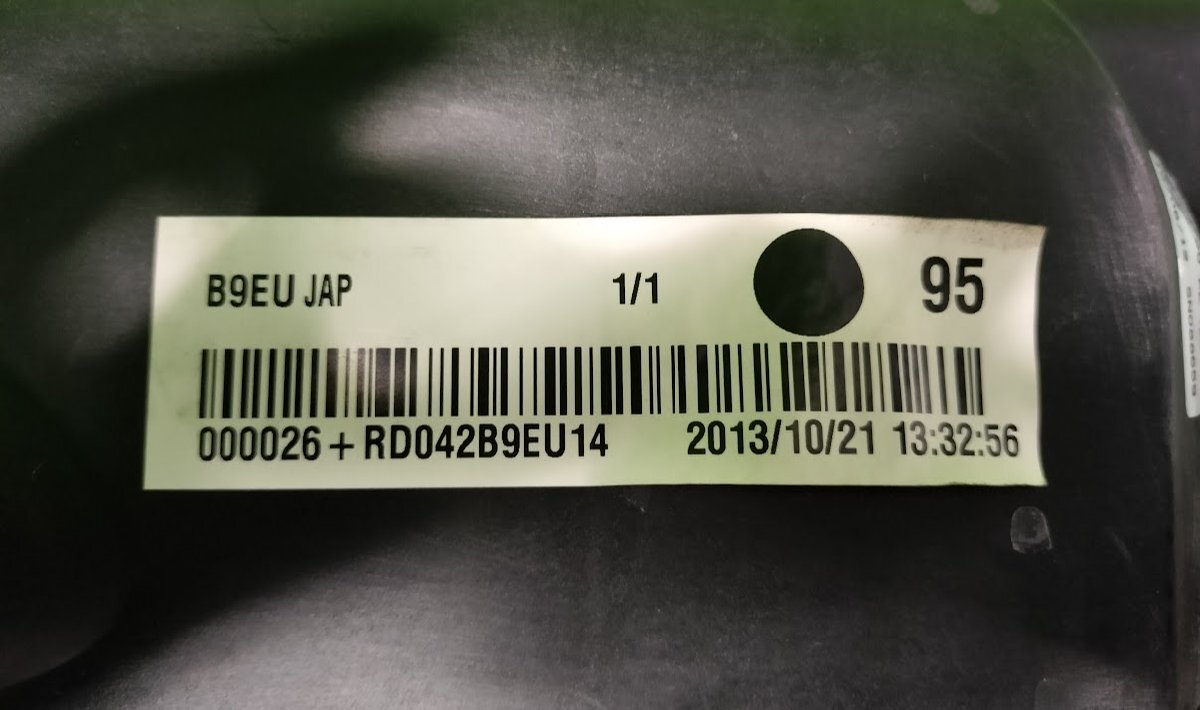 B9EU JAP 1/1 95
000026+RD042B9EU14 2013/10/21 13:32:56